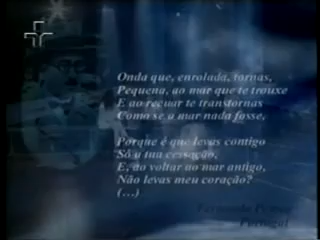 Onda que, enrolada, tornas,
Pequena, ao mar que te trouxe
E ao recuar te transtornas
Como se o mar nada fosse,
Porque é que levas contigo
Só a tua cessação,
E, ao voltar ao mar antigo,
Não levas meu coração?
(...)
Fernando Pessoa
Portugal